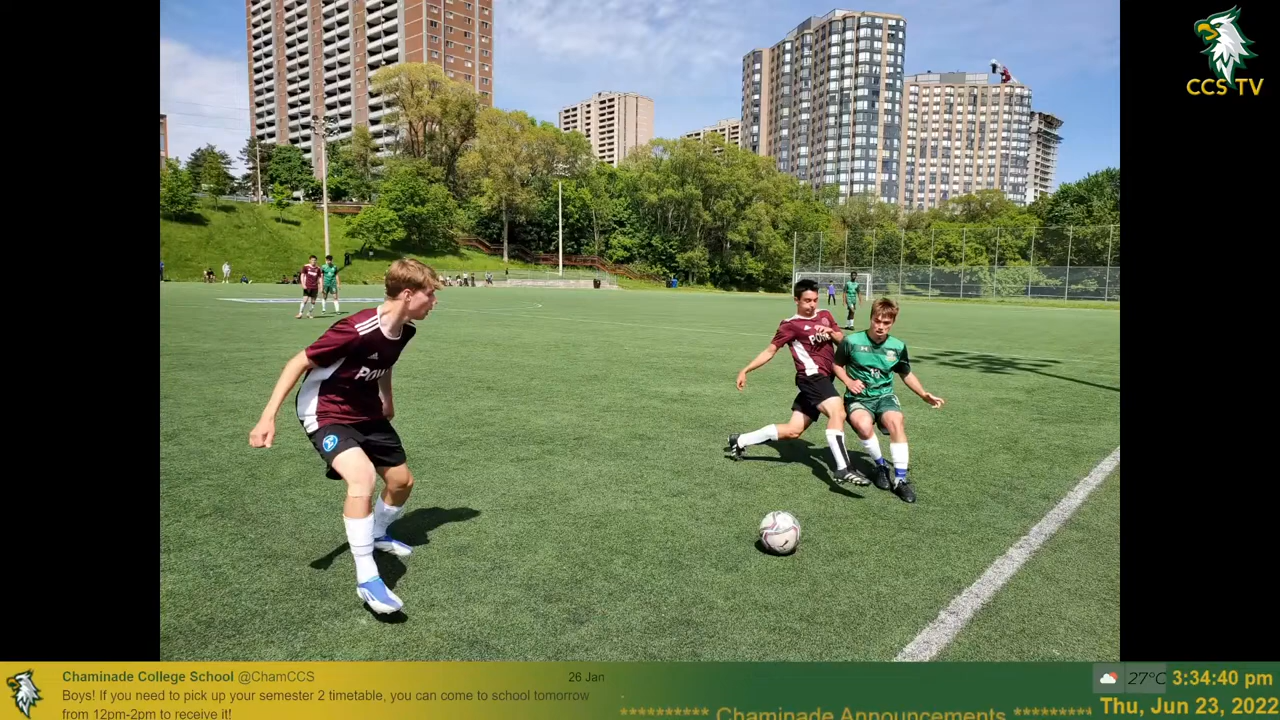 CCS TV
POW
POW
Chaminade College School @ChamCCS
26 Jan
Boys! If you need to pick up your semester 2 timetable, you can come to school tomorrow
from 12pm-2pm to receive it!
********** Chaminade Announcements **********
27°C
3:34:40 pm
Thu, Jun 23, 2022